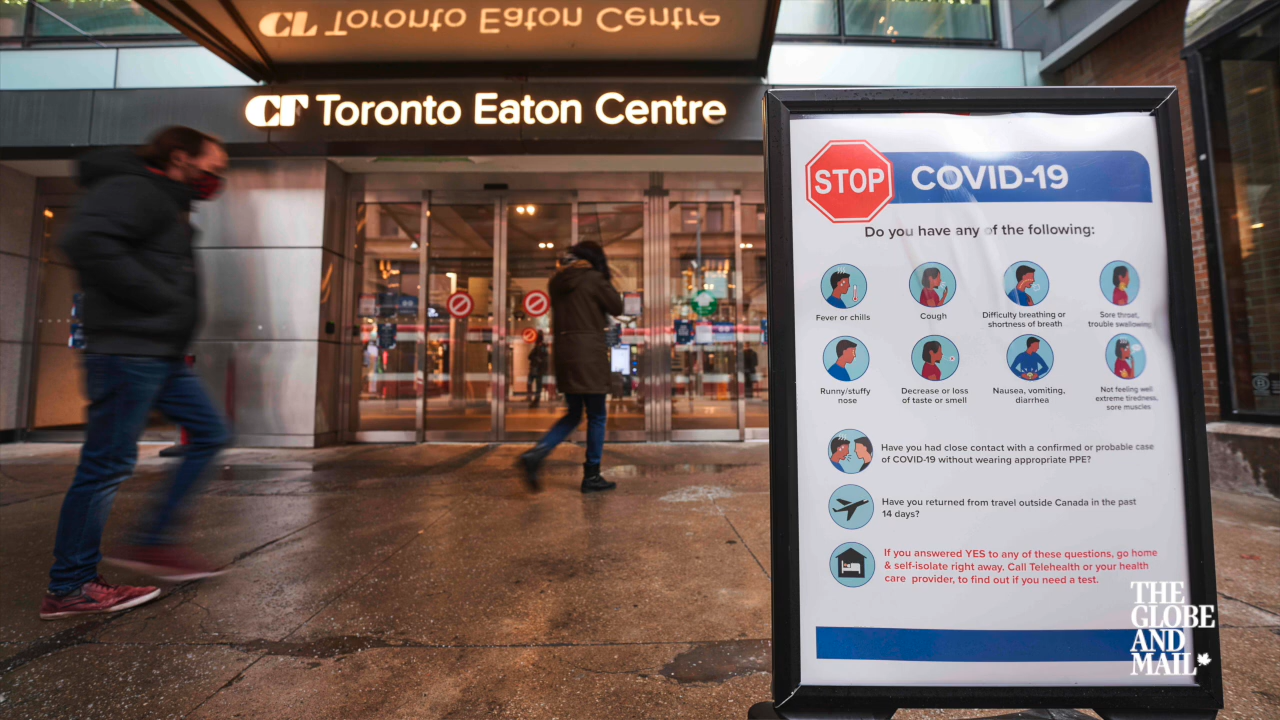 CF Toronto Eaton Centre
CF Toronto Eaton Centre
STOP
COVID-19
Do you have any of the following:
Fever or chills
Cough
Difficulty breathing or
shortness of breath
Sore throat,
trouble swallowing
Runny/stuffy
nose
Decrease or loss
of taste or smell
Nausea, vomiting,
diarrhea
Not feeling well
extreme tiredness,
sore muscles
Have you had close contact with a confirmed or probable case
of COVID-19 without wearing appropriate PPE?
Have you returned from travel outside Canada in the past
14 days?
If you answered YES to any of these questions, go home
& self-isolate right away. Call Telehealth or your health
care provider, to find out if you need a test.
THE
GLOBE
AND
MAIL